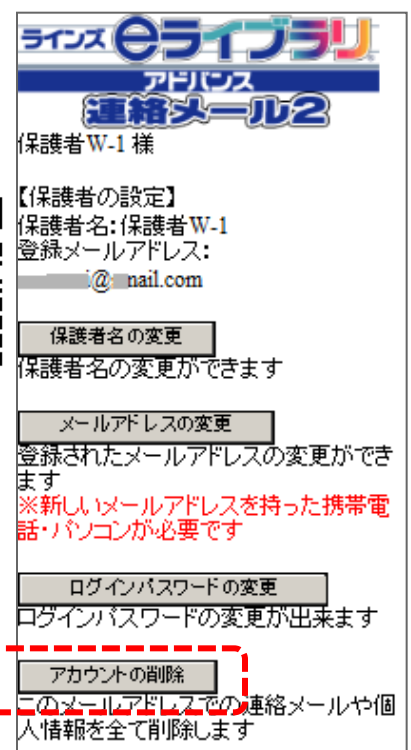 ラインズeライブラリ
アドバンス
連絡メール2
保護者W-1 様
【保護者の設定】
保護者名：保護者W-1
登録メールアドレス：
@ mail.com
保護者名の変更
保護者名の変更ができます
メールアドレスの変更
登録されたメールアドレスの変更ができ
ます
※新しいメールアドレスを持った携帯電
話・パソコンが必要です
ログインパスワードの変更
ログインパスワードの変更が出来ます
アカウントの削除
このメールアドレスでの連絡メールや個
人情報を全て削除します